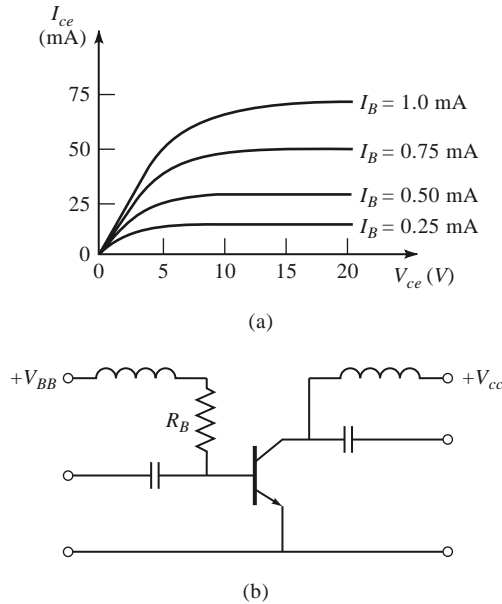 I_ce
(mA)
75
50
25
0
I_B = 1.0 mA
I_B = 0.75 mA
I_B = 0.50 mA
I_B = 0.25 mA
0 5 10 15 20 V_ce (V)
(a)
+V_BB
+V_cc
R_B
(b)